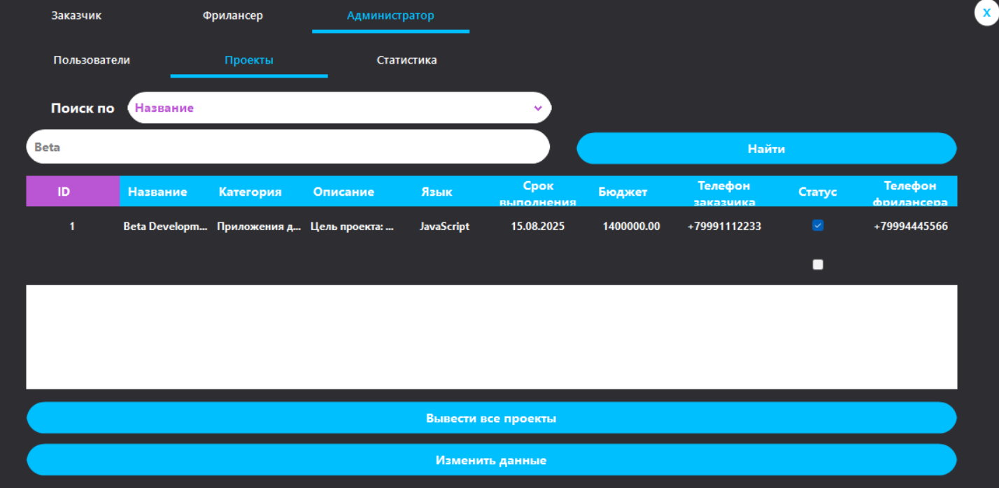 Заказчик Фрилансер Администратор X
Пользователи Проекты Статистика
Поиск по Название
Beta Найти
ID Название Категория Описание Язык Срок выполнения Бюджет Телефон заказчика Статус Телефон фрилансера
1 Beta Developm... Приложения д... Цель проекта: ... JavaScript 15.08.2025 1400000.00 +79991112233 +79994445566
Вывести все проекты
Изменить данные